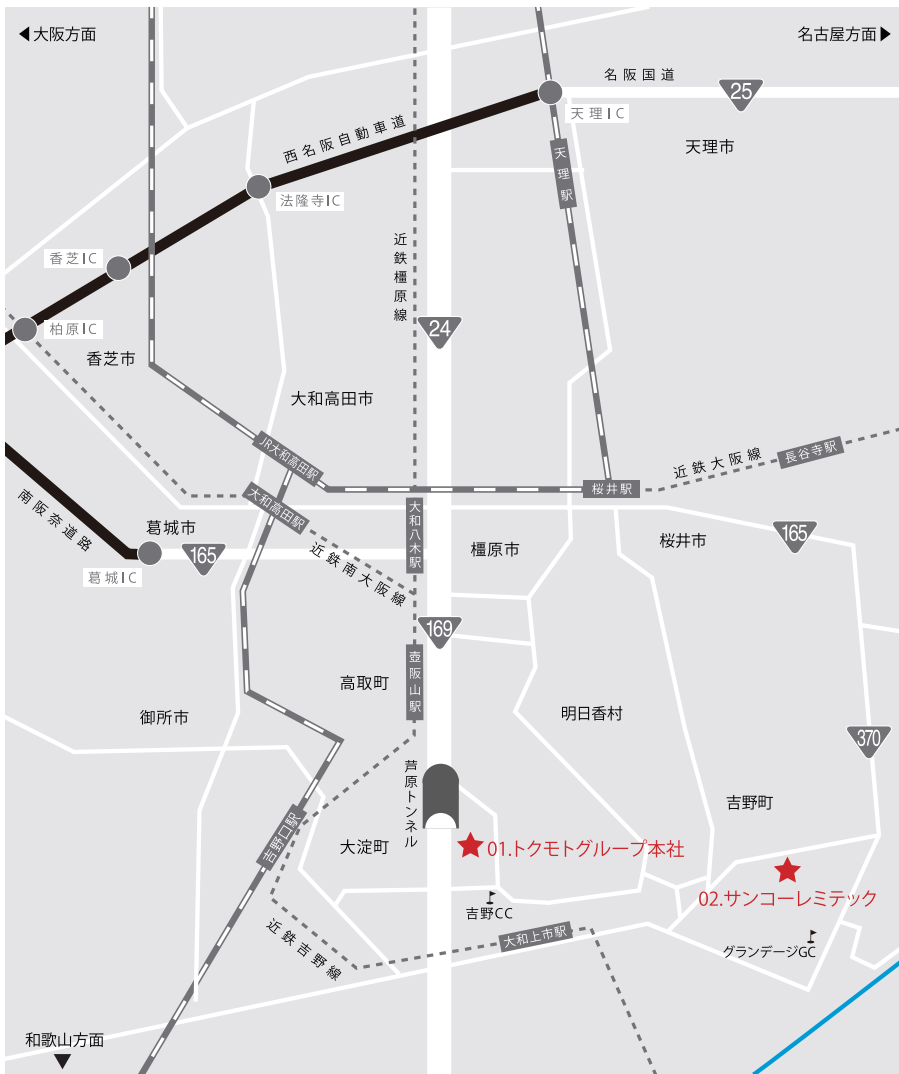 大阪方面
名古屋方面
名阪国道
25
天理IC
西名阪自動車道
天理市
天理駅
法隆寺IC
香芝IC
近鉄橿原線
柏原IC
24
香芝市
大和高田市
JR大和高田駅
長谷寺駅
近鉄大阪線
桜井駅
大和高田駅
南阪奈道路
葛城市
大和八木駅
165
桜井市
165
橿原市
葛城IC
近鉄南大阪線
169
壺阪山駅
高取町
御所市
明日香村
370
芦原トンネル
吉野町
吉野口駅
大淀町
01.トクモトグループ本社
02.サンコーレミテック
吉野CC
大和上市駅
グランデージGC
近鉄吉野線
和歌山方面